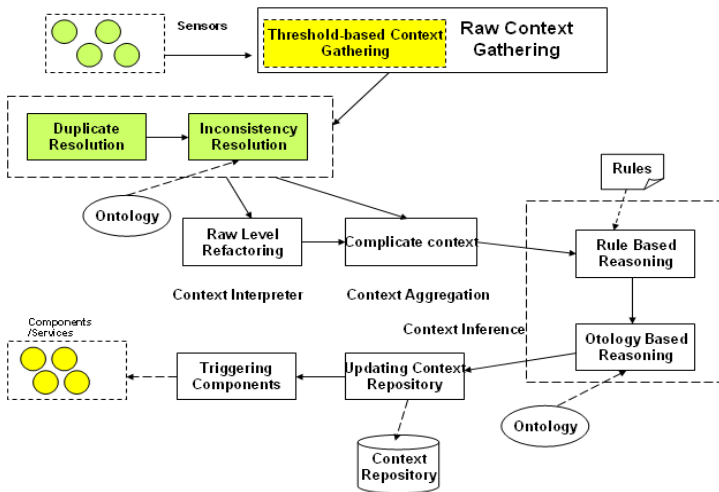 Sensors
Threshold-based Context
Gathering
Raw Context
Gathering
Duplicate
Resolution
Inconsistency
Resolution
Rules
Ontology
Raw Level
Refactoring
Complicate context
Rule Based
Reasoning
Context Interpreter
Context Aggregation
Context Inference
Components
/Services
Triggering
Components
Updating Context
Repository
Otology Based
Reasoning
Ontology
Context
Repository